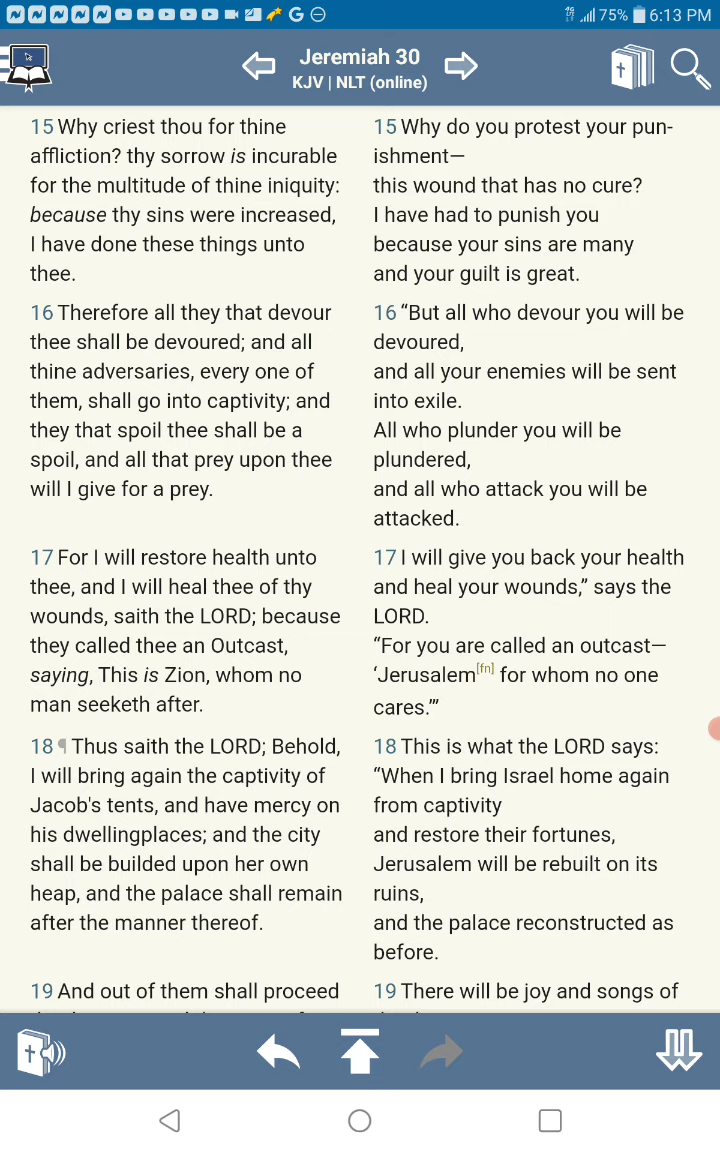 75% 6:13 PM
Jeremiah 30
KJV | NLT (online)
15 Why criest thou for thine
affliction? thy sorrow is incurable
for the multitude of thine iniquity:
because thy sins were increased,
I have done these things unto
thee.
16 Therefore all they that devour
thee shall be devoured; and all
thine adversaries, every one of
them, shall go into captivity; and
they that spoil thee shall be a
spoil, and all that prey upon thee
will I give for a prey.
17 For I will restore health unto
thee, and I will heal thee of thy
wounds, saith the LORD; because
they called thee an Outcast,
saying, This is Zion, whom no
man seeketh after.
18 ¶ Thus saith the LORD; Behold,
I will bring again the captivity of
Jacob's tents, and have mercy on
his dwellingplaces; and the city
shall be builded upon her own
heap, and the palace shall remain
after the manner thereof.
19 And out of them shall proceed
15 Why do you protest your pun-
ishment—
this wound that has no cure?
I have had to punish you
because your sins are many
and your guilt is great.
16 “But all who devour you will be
devoured,
and all your enemies will be sent
into exile.
All who plunder you will be
plundered,
and all who attack you will be
attacked.
17 I will give you back your health
and heal your wounds,” says the
LORD.
“For you are called an outcast—
‘Jerusalem[fn] for whom no one
cares.’”
18 This is what the LORD says:
“When I bring Israel home again
from captivity
and restore their fortunes,
Jerusalem will be rebuilt on its
ruins,
and the palace reconstructed as
before.
19 There will be joy and songs of